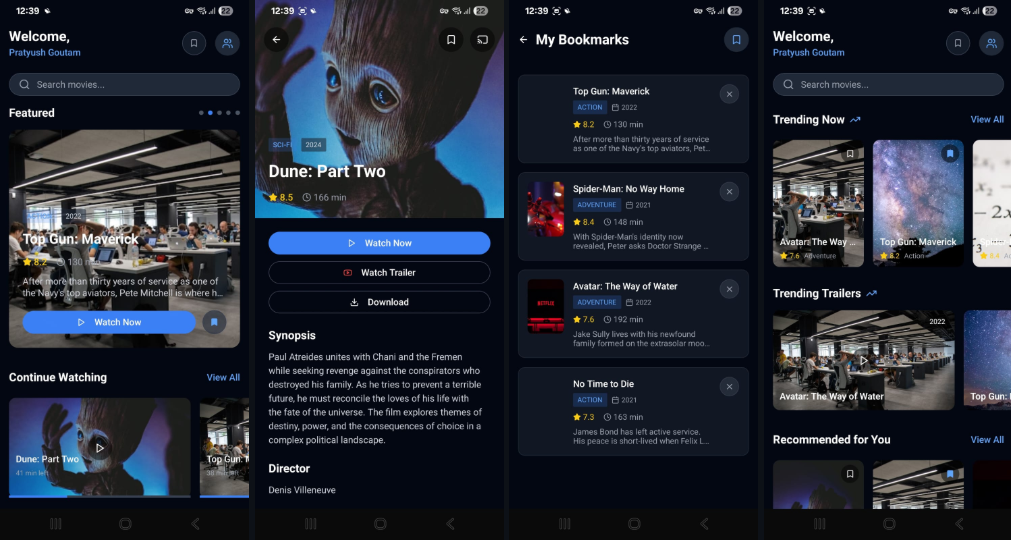 12:39
22
Welcome,
Pratyush Goutam
Search movies...
Featured
2022
Top Gun: Maverick
8.2
130
After more than thirty years of service as one of
the Navy's top aviators, Pete Mitchell is where h...
Watch Now
Continue Watching
View All
Dune: Part Two
41 min left
Top Gun:
12:39
22
SCI-FI
2024
Dune: Part Two
8.5
166 min
Watch Now
Watch Trailer
Download
Synopsis
Paul Atreides unites with Chani and the Fremen
while seeking revenge against the conspirators who
destroyed his family. As he tries to prevent a terrible
future, he must reconcile the loves of his life with
the fate of the universe. The film explores themes of
destiny, power, and the consequences of choice in a
complex political landscape.
Director
Denis Villeneuve
12:39
22
My Bookmarks
Top Gun: Maverick
ACTION
2022
8.2
130 min
After more than thirty years of service
as one of the Navy's top aviators, Pet...
Spider-Man: No Way Home
ADVENTURE
2021
8.4
148 min
With Spider-Man's identity now
revealed, Peter asks Doctor Strange ...
NETFLIX
Avatar: The Way of Water
ADVENTURE
2022
7.6
192 min
Jake Sully lives with his newfound
family formed on the extrasolar moo...
No Time to Die
ACTION
2021
7.3
163 min
James Bond has left active service.
His peace is short-lived when Felix L...
12:39
22
Welcome,
Pratyush Goutam
Search movies...
Trending Now
View All
Avatar: The Way ...
7.6 Adventure
Top Gun: Maverick
8.2 Action
Trending Trailers
2022
Avatar: The Way of Water
Top Gun:
Recommended for You
View All